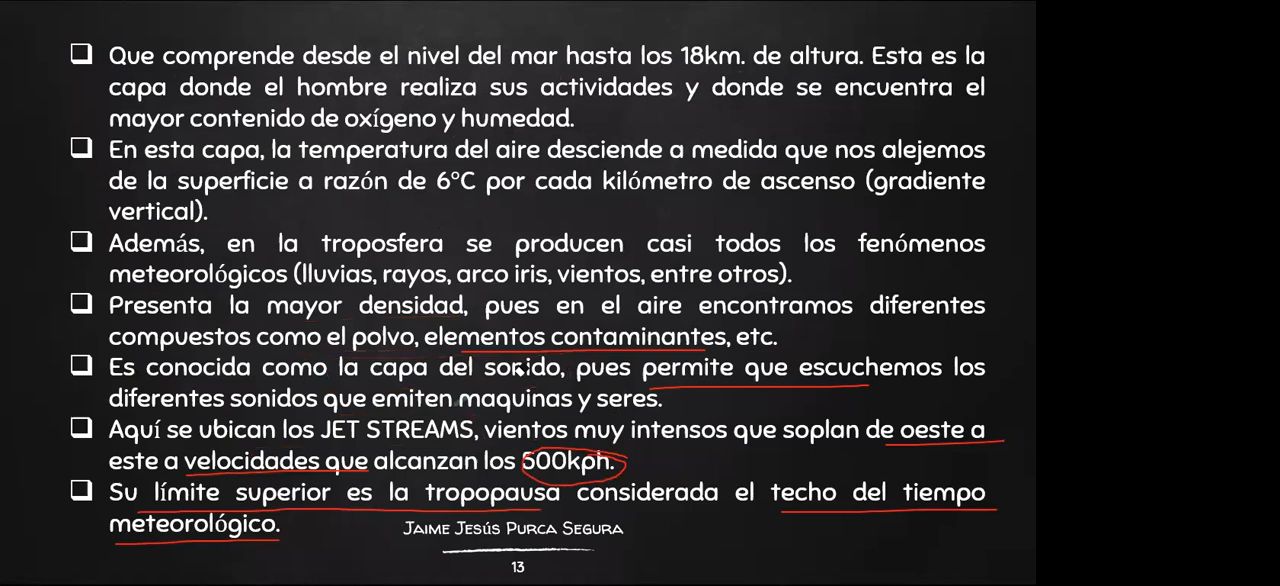 ❑ Que comprende desde el nivel del mar hasta los 18km. de altura. Esta es la
capa donde el hombre realiza sus actividades y donde se encuentra el
mayor contenido de oxígeno y humedad.
❑ En esta capa, la temperatura del aire desciende a medida que nos alejemos
de la superficie a razón de 6°C por cada kilómetro de ascenso (gradiente
vertical).
❑ Además, en la troposfera se producen casi todos los fenómenos
meteorológicos (lluvias, rayos, arco iris, vientos, entre otros).
❑ Presenta la mayor densidad, pues en el aire encontramos diferentes
compuestos como el polvo, elementos contaminantes, etc.
❑ Es conocida como la capa del sonido, pues permite que escuchemos los
diferentes sonidos que emiten maquinas y seres.
❑ Aquí se ubican los JET STREAMS, vientos muy intensos que soplan de oeste a
este a velocidades que alcanzan los 500kph.
❑ Su límite superior es la tropopausa considerada el techo del tiempo
meteorológico.
Jaime Jesús Purca Segura
13